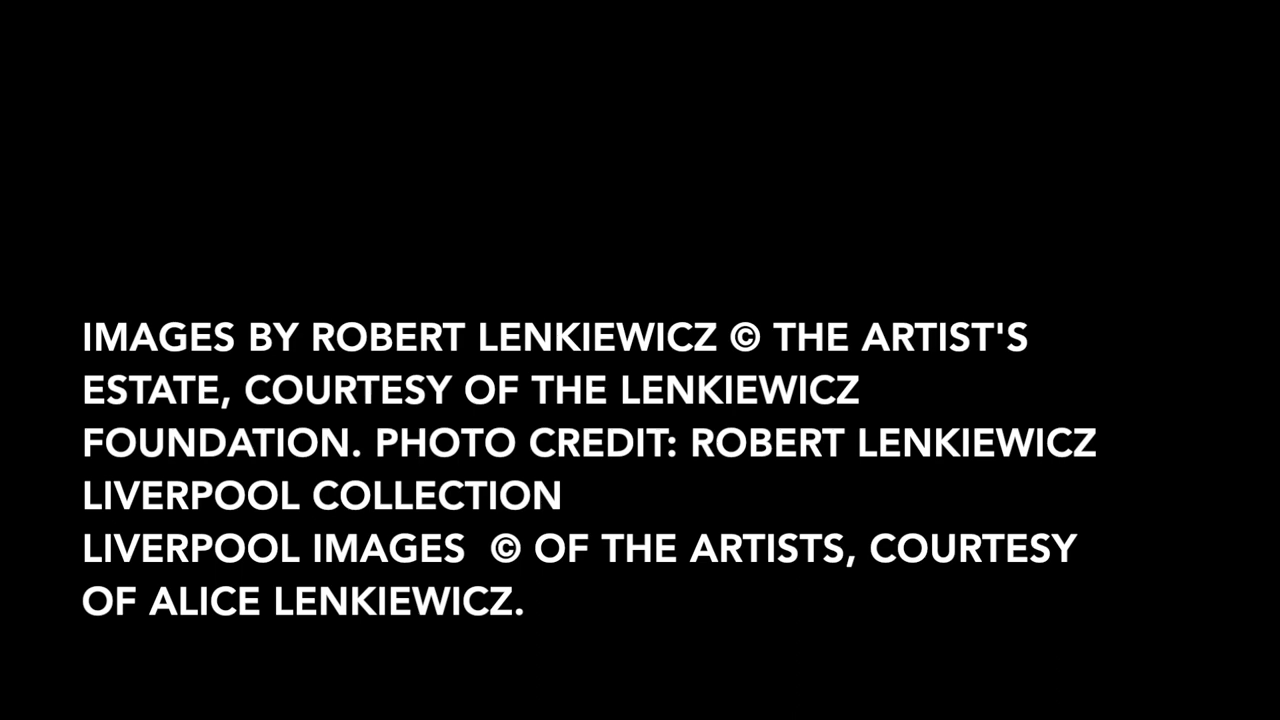 IMAGES BY ROBERT LENKIEWICZ © THE ARTIST'S
ESTATE, COURTESY OF THE LENKIEWICZ
FOUNDATION. PHOTO CREDIT: ROBERT LENKIEWICZ
LIVERPOOL COLLECTION
LIVERPOOL IMAGES  © OF THE ARTISTS, COURTESY
OF ALICE LENKIEWICZ.